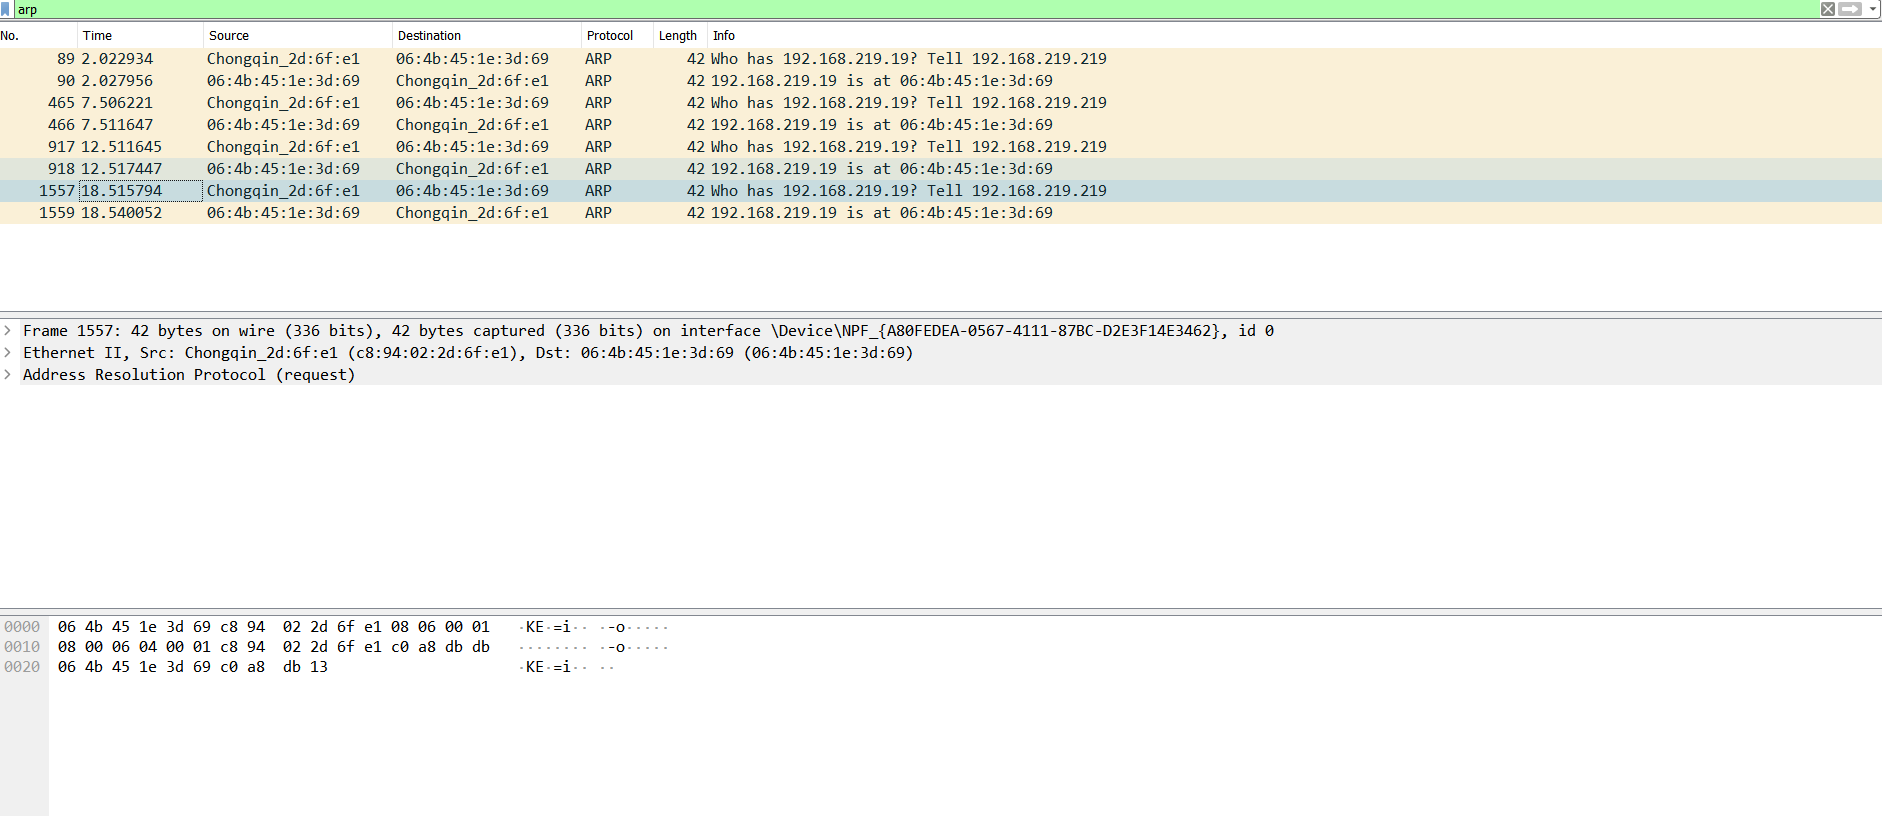 arp
No. Time Source Destination Protocol Length Info
89 2.022934 Chongqin_2d:6f:e1 06:4b:45:1e:3d:69 ARP 42 Who has 192.168.219.19? Tell 192.168.219.219
90 2.027956 06:4b:45:1e:3d:69 Chongqin_2d:6f:e1 ARP 42 192.168.219.19 is at 06:4b:45:1e:3d:69
465 7.506221 Chongqin_2d:6f:e1 06:4b:45:1e:3d:69 ARP 42 Who has 192.168.219.19? Tell 192.168.219.219
466 7.511647 06:4b:45:1e:3d:69 Chongqin_2d:6f:e1 ARP 42 192.168.219.19 is at 06:4b:45:1e:3d:69
917 12.511645 Chongqin_2d:6f:e1 06:4b:45:1e:3d:69 ARP 42 Who has 192.168.219.19? Tell 192.168.219.219
918 12.517447 06:4b:45:1e:3d:69 Chongqin_2d:6f:e1 ARP 42 192.168.219.19 is at 06:4b:45:1e:3d:69
1557 18.515794 Chongqin_2d:6f:e1 06:4b:45:1e:3d:69 ARP 42 Who has 192.168.219.19? Tell 192.168.219.219
1559 18.540052 06:4b:45:1e:3d:69 Chongqin_2d:6f:e1 ARP 42 192.168.219.19 is at 06:4b:45:1e:3d:69
Frame 1557: 42 bytes on wire (336 bits), 42 bytes captured (336 bits) on interface \Device\NPF_{A80FEDEA-0567-4111-87BC-D2E3F14E3462}, id 0
Ethernet II, Src: Chongqin_2d:6f:e1 (c8:94:02:2d:6f:e1), Dst: 06:4b:45:1e:3d:69 (06:4b:45:1e:3d:69)
Address Resolution Protocol (request)
0000 06 4b 45 1e 3d 69 c8 94 02 2d 6f e1 08 06 00 01 ·KE·=i·· ·-o·····
0010 08 00 06 04 00 01 c8 94 02 2d 6f e1 c0 a8 db db ········ ·-o·····
0020 06 4b 45 1e 3d 69 c0 a8 db 13 ·KE·=i·· ··